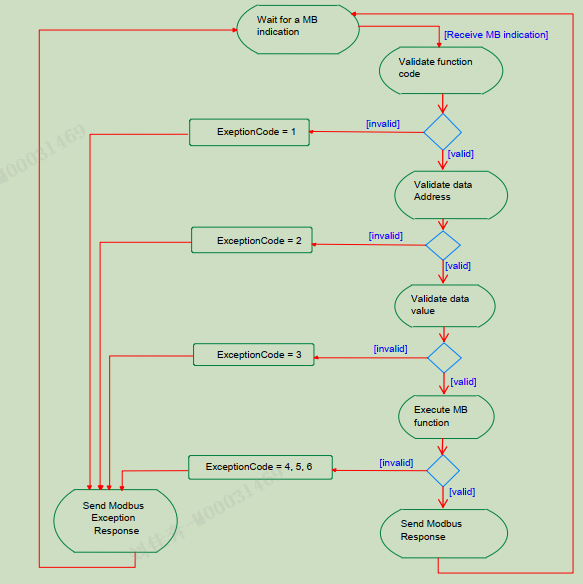 Wait for a MB
indication
[Receive MB indication]
Validate function
code
[invalid]
ExeptionCode = 1
[valid]
Validate data
Address
[invalid]
ExceptionCode = 2
[valid]
Validate data
value
[invalid]
ExceptionCode = 3
[valid]
Execute MB
function
[invalid]
ExceptionCode = 4, 5, 6
[valid]
Send Modbus
Exception
Response
Send Modbus
Response